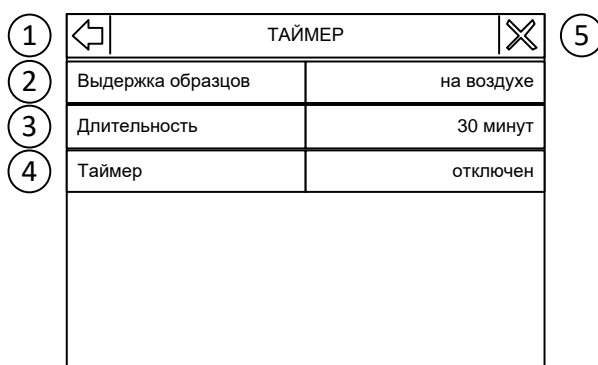 1 ТАЙМЕР 5
2 Выдержка образцов на воздухе
3 Длительность 30 минут
4 Таймер отключен